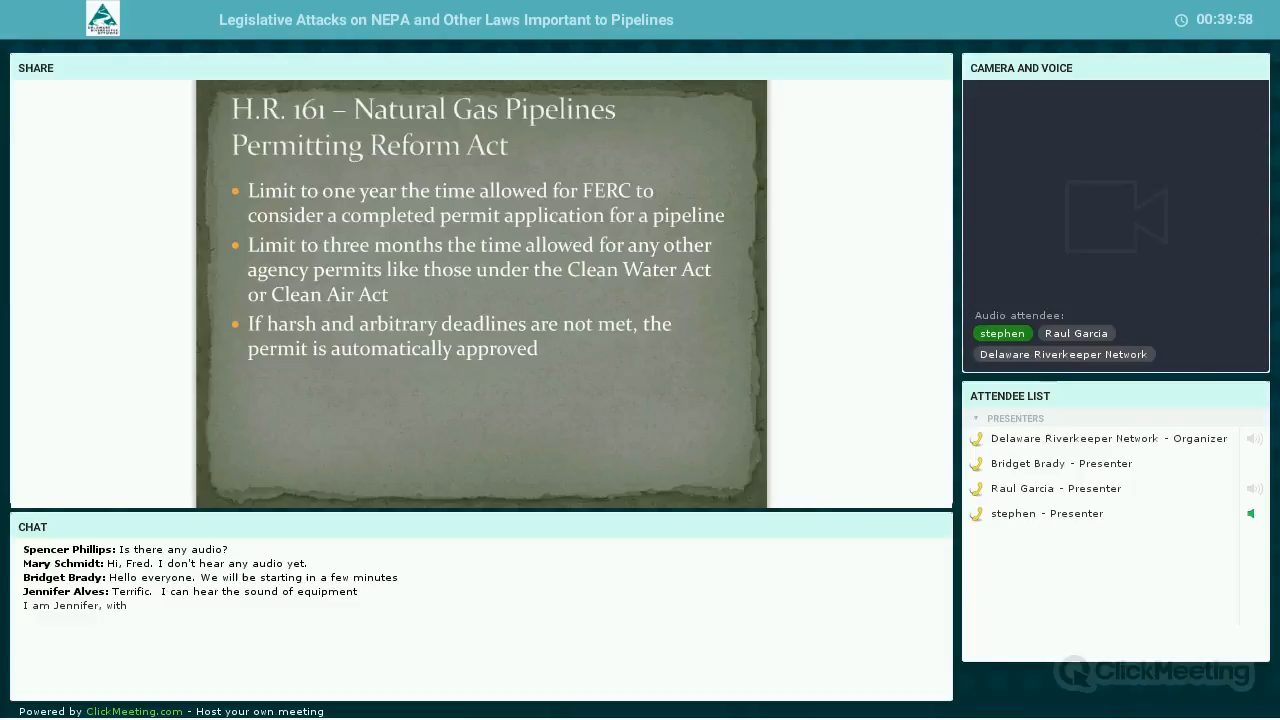 Legislative Attacks on NEPA and Other Laws Important to Pipelines
00:39:58
SHARE
H.R. 161 – Natural Gas Pipelines
Permitting Reform Act
• Limit to one year the time allowed for FERC to
consider a completed permit application for a pipeline
• Limit to three months the time allowed for any other
agency permits like those under the Clean Water Act
or Clean Air Act
• If harsh and arbitrary deadlines are not met, the
permit is automatically approved
CAMERA AND VOICE
Audio attendee:
stephen Raul Garcia
Delaware Riverkeeper Network
ATTENDEE LIST
PRESENTERS
Delaware Riverkeeper Network - Organizer
Bridget Brady - Presenter
Raul Garcia - Presenter
stephen - Presenter
CHAT
Spencer Phillips: Is there any audio?
Mary Schmidt: Hi, Fred. I don't hear any audio yet.
Bridget Brady: Hello everyone. We will be starting in a few minutes
Jennifer Alves: Terrific. I can hear the sound of equipment
I am Jennifer, with
ClickMeeting
Powered by ClickMeeting.com - Host your own meeting